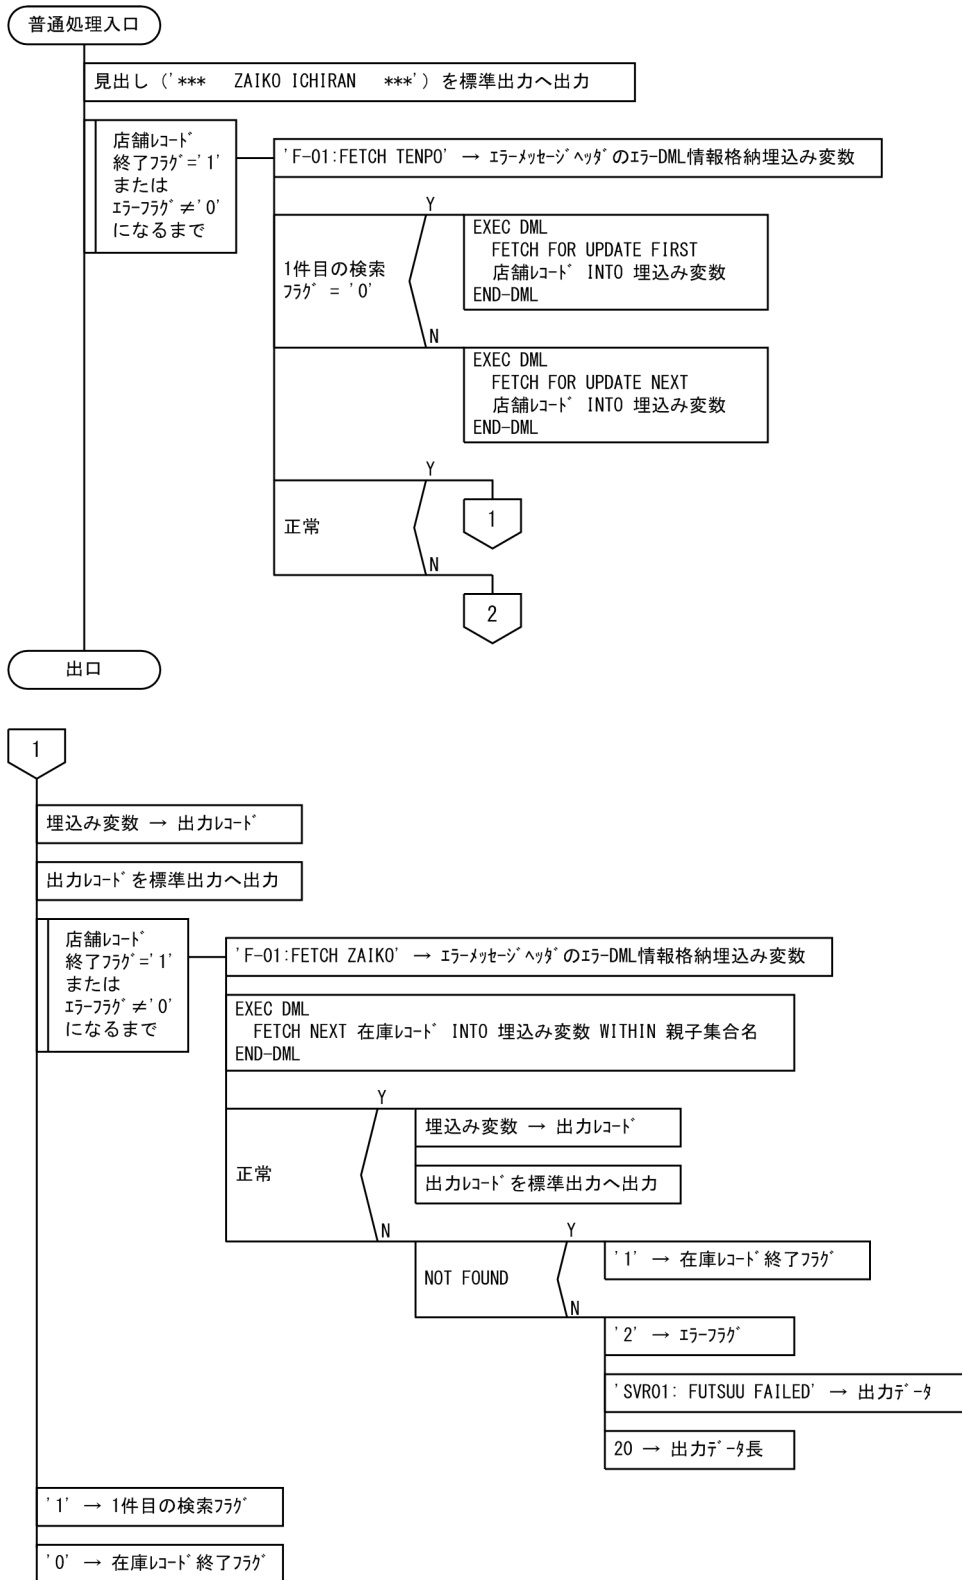 普通処理入口
見出し（'***　ZAIKO ICHIRAN　***'）を標準出力へ出力
店舗ﾚｺｰﾄﾞ
終了ﾌﾗｸﾞ='1'
または
ｴﾗｰﾌﾗｸﾞ≠'0'
になるまで
'F-01:FETCH TENPO' → ｴﾗｰﾒｯｾｰｼﾞﾍｯﾀﾞのｴﾗｰDML情報格納埋込み変数
1件目の検索
ﾌﾗｸﾞ = '0'
Y
EXEC DML
FETCH FOR UPDATE FIRST
店舗ﾚｺｰﾄﾞ INTO 埋込み変数
END-DML
N
EXEC DML
FETCH FOR UPDATE NEXT
店舗ﾚｺｰﾄﾞ INTO 埋込み変数
END-DML
正常
Y
1
N
2
出口
1
埋込み変数 → 出力ﾚｺｰﾄﾞ
出力ﾚｺｰﾄﾞを標準出力へ出力
店舗ﾚｺｰﾄﾞ
終了ﾌﾗｸﾞ='1'
または
ｴﾗｰﾌﾗｸﾞ≠'0'
になるまで
'F-01:FETCH ZAIKO' → ｴﾗｰﾒｯｾｰｼﾞﾍｯﾀﾞのｴﾗｰDML情報格納埋込み変数
EXEC DML
FETCH NEXT 在庫ﾚｺｰﾄﾞ INTO 埋込み変数 WITHIN 親子集合名
END-DML
正常
Y
埋込み変数 → 出力ﾚｺｰﾄﾞ
出力ﾚｺｰﾄﾞを標準出力へ出力
N
NOT FOUND
Y
'1' → 在庫ﾚｺｰﾄﾞ終了ﾌﾗｸﾞ
N
'2' → ｴﾗｰﾌﾗｸﾞ
'SVR01: FUTSUU FAILED' → 出力ﾃﾞｰﾀ
20 → 出力ﾃﾞｰﾀ長
'1' → 1件目の検索ﾌﾗｸﾞ
'0' → 在庫ﾚｺｰﾄﾞ終了ﾌﾗｸﾞ